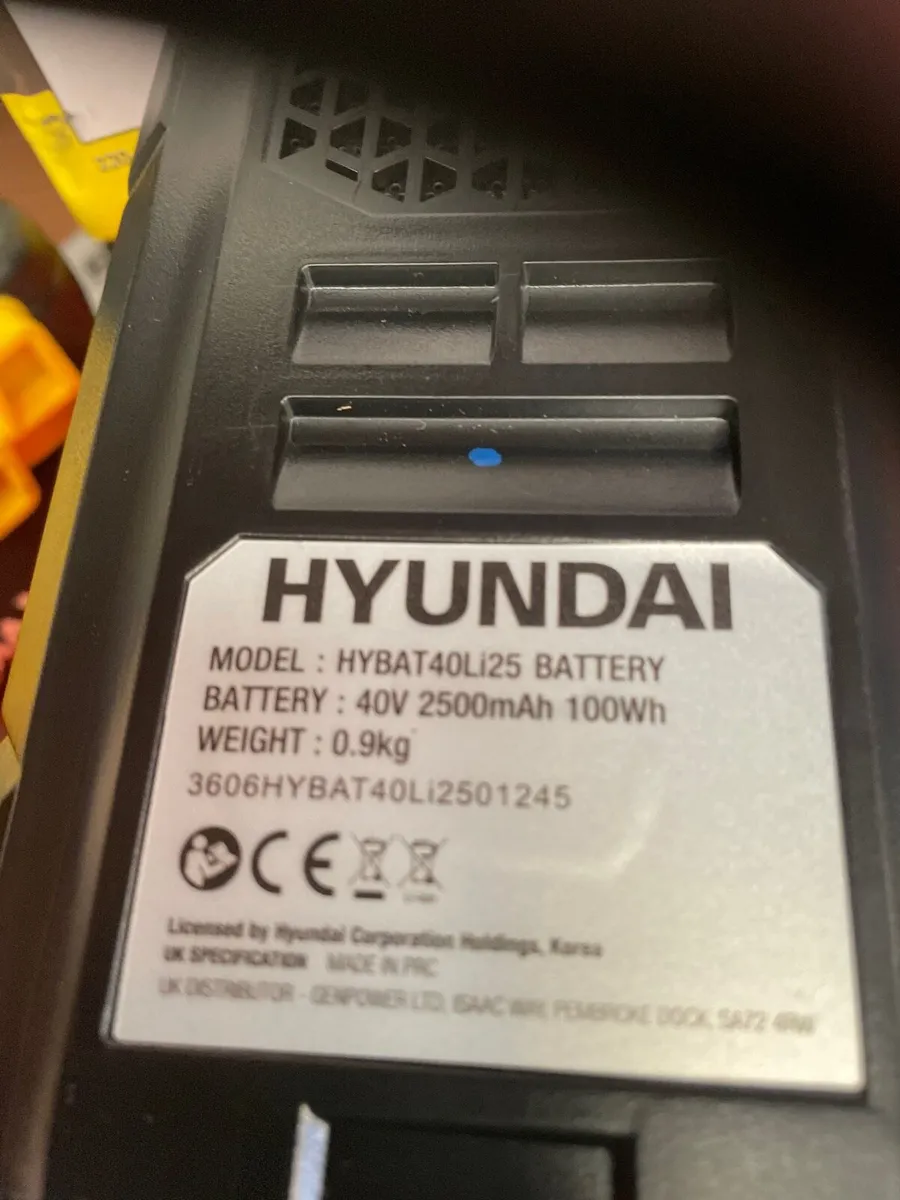 HYUNDAI
MODEL : HYBAT40Li25 BATTERY
BATTERY : 40V 2500mAh 100Wh
WEIGHT : 0.9kg
3606HYBAT40Li2501245
CE
Licensed by Hyundai Corporation Holdings, Korea
UK SPECIFICATION MADE IN PRC
UK DISTRIBUTOR - GENPOWER LTD, ISAAC WAY, PEMBROKE DOCK, SA72 4RW